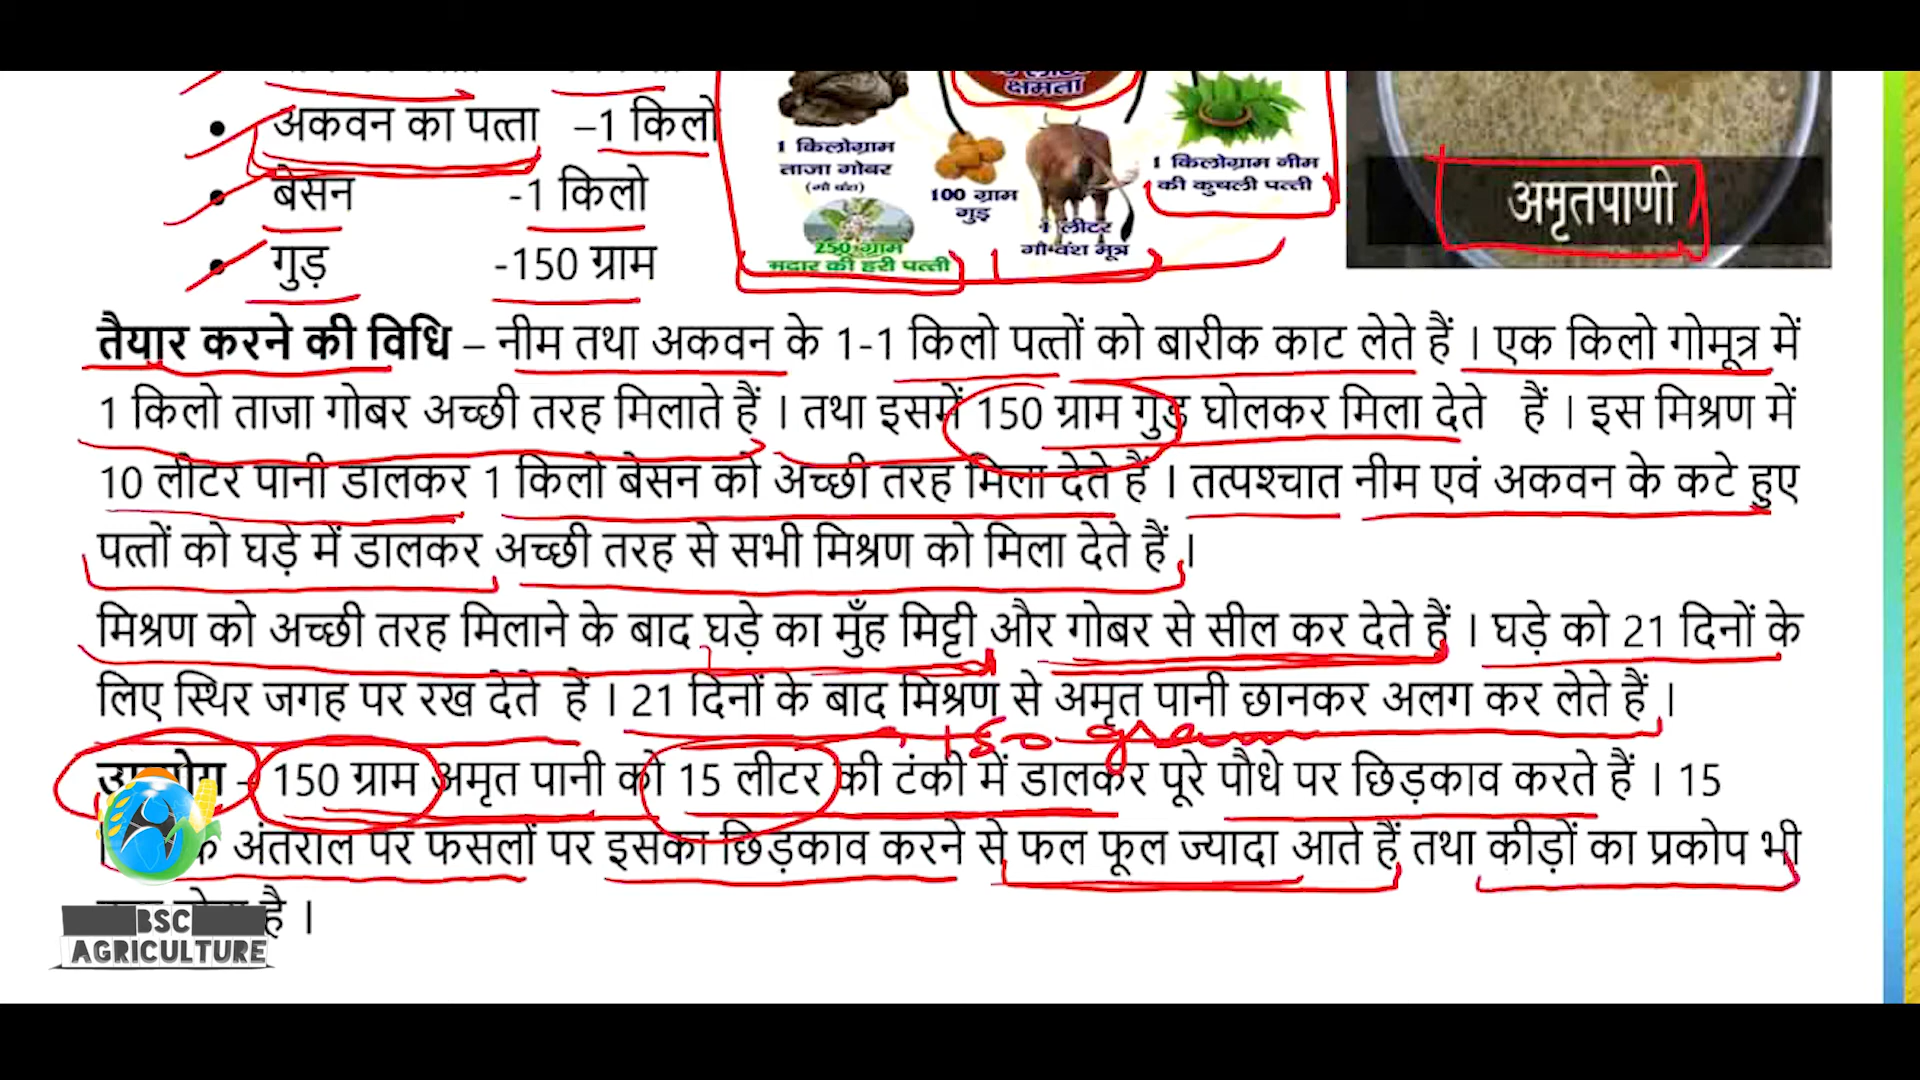 क्षमता
• अकवन का पत्ता –1 किलो
• बेसन -1 किलो
• गुड़ -150 ग्राम
1 किलोग्राम
ताजा गोबर
(गौ वंश)
100 ग्राम
गुड़
1 किलोग्राम नीम
की कुचली पत्ती
250 ग्राम
मदार की हरी पत्ती
लीटर
गौ-वंश मूत्र
अमृतपाणी
तैयार करने की विधि – नीम तथा अकवन के 1-1 किलो पत्तों को बारीक काट लेते हैं । एक किलो गोमूत्र में
1 किलो ताजा गोबर अच्छी तरह मिलाते हैं । तथा इसमें 150 ग्राम गुड़ घोलकर मिला देते हैं । इस मिश्रण में
10 लीटर पानी डालकर 1 किलो बेसन को अच्छी तरह मिला देते हैं । तत्पश्चात नीम एवं अकवन के कटे हुए
पत्तों को घड़े में डालकर अच्छी तरह से सभी मिश्रण को मिला देते हैं ।
मिश्रण को अच्छी तरह मिलाने के बाद घड़े का मुँह मिट्टी और गोबर से सील कर देते हैं । घड़े को 21 दिनों के
लिए स्थिर जगह पर रख देते हैं । 21 दिनों के बाद मिश्रण से अमृत पानी छानकर अलग कर लेते हैं ।
150 gram
उपयोग – 150 ग्राम अमृत पानी को 15 लीटर की टंकी में डालकर पूरे पौधे पर छिड़काव करते हैं । 15
के अंतराल पर फसलों पर इसका छिड़काव करने से फल फूल ज्यादा आते हैं तथा कीड़ों का प्रकोप भी
है ।
BSC
AGRICULTURE